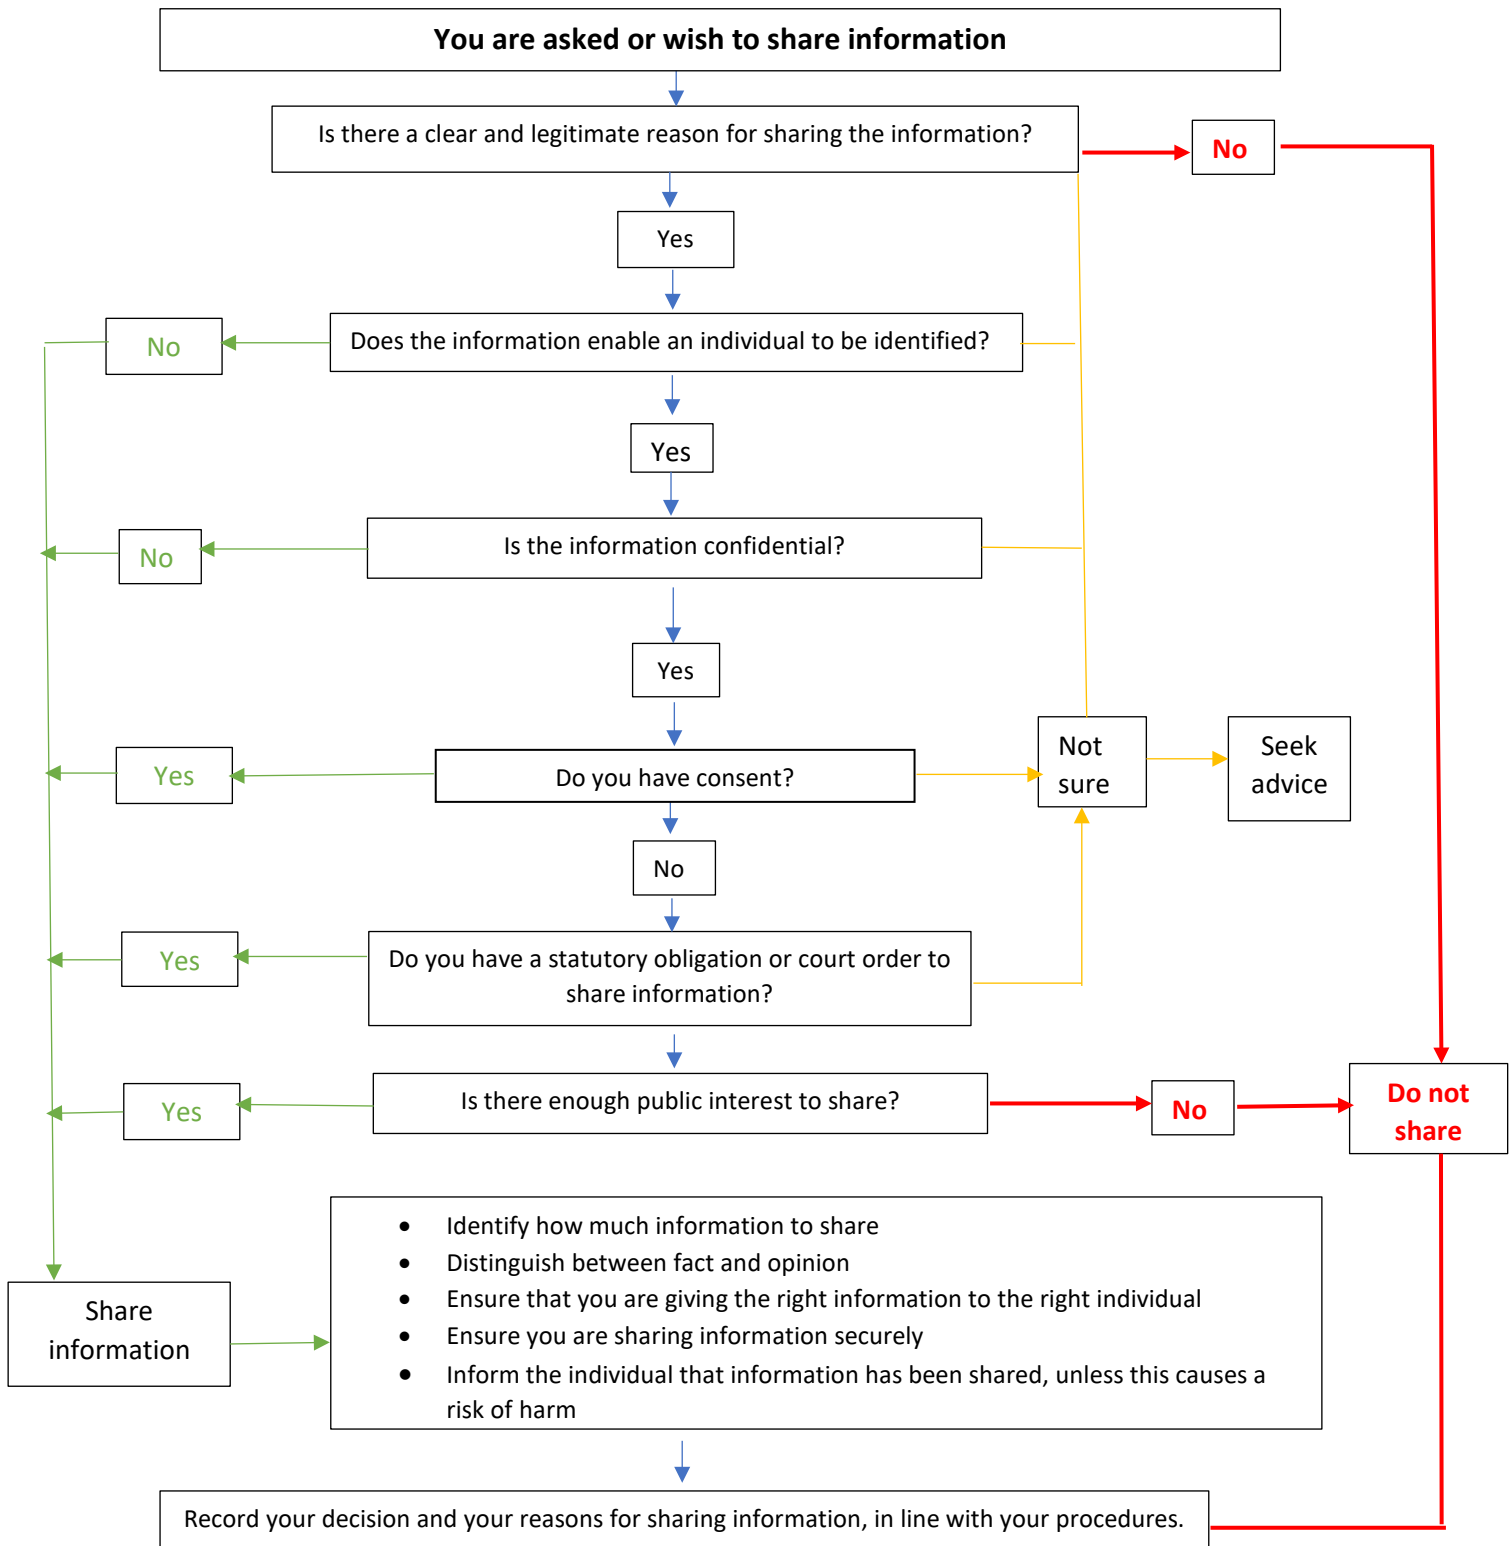 You are asked or wish to share information
Is there a clear and legitimate reason for sharing the information?
No
Yes
Does the information enable an individual to be identified?
No
Yes
Is the information confidential?
No
Yes
Do you have consent?
Yes
Not
sure
Seek
advice
No
Do you have a statutory obligation or court order to
share information?
Yes
Is there enough public interest to share?
Yes
No
Do not
share
Share
information
• Identify how much information to share
• Distinguish between fact and opinion
• Ensure that you are giving the right information to the right individual
• Ensure you are sharing information securely
• Inform the individual that information has been shared, unless this causes a
risk of harm
Record your decision and your reasons for sharing information, in line with your procedures.